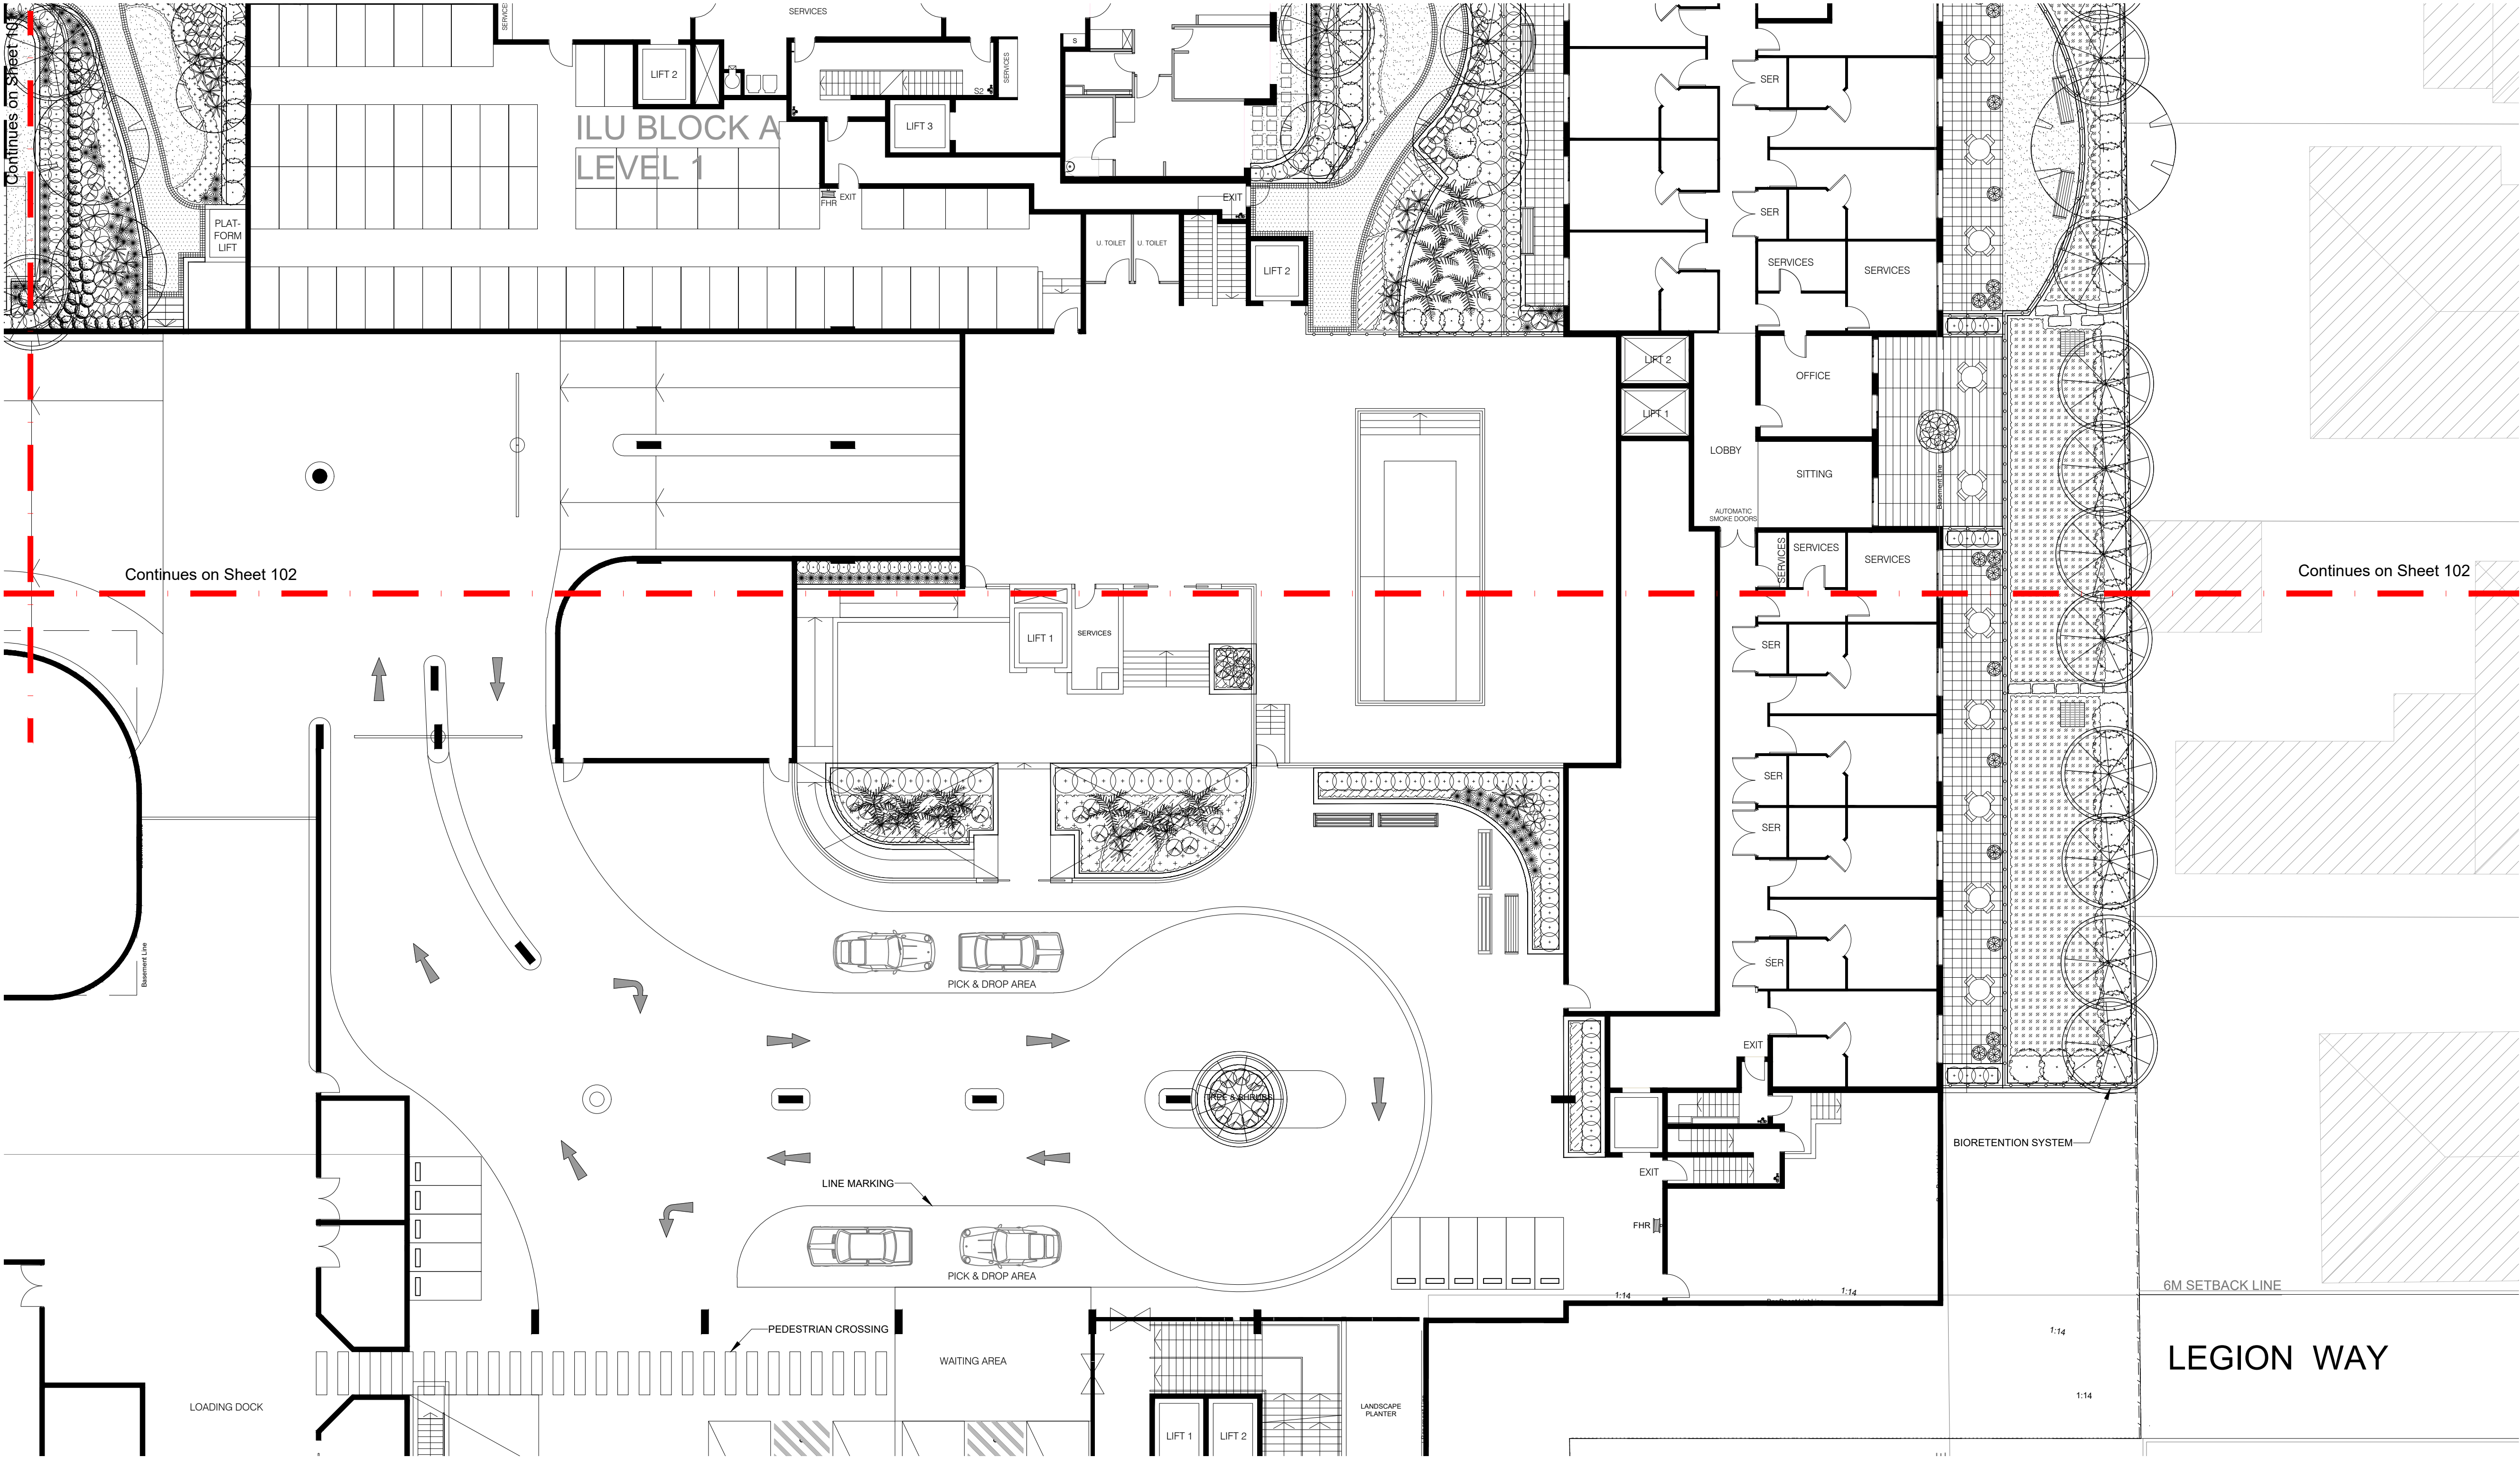 Continues on Sheet 101
SERVICES
SERVICES
LIFT 2
S
SERVICES
S2
LIFT 3
ILU BLOCK A
LEVEL 1
FHR
EXIT
EXIT
PLAT-
FORM
LIFT
U. TOILET
U. TOILET
LIFT 2
SER
SER
SERVICES
SERVICES
LIFT 2
LIFT 1
OFFICE
LOBBY
SITTING
Basement Line
AUTOMATIC
SMOKE DOORS
SERVICES
SERVICES
SERVICES
Continues on Sheet 102
Continues on Sheet 102
LIFT 1
SERVICES
SER
SER
SER
SER
Basement Line
PICK & DROP AREA
TREE & SHRUBS
EXIT
BIORETENTION SYSTEM
EXIT
LINE MARKING
FHR
PICK & DROP AREA
6M SETBACK LINE
1:14
1:14
PEDESTRIAN CROSSING
1:14
WAITING AREA
LEGION WAY
1:14
LOADING DOCK
LANDSCAPE
PLANTER
LIFT 1
LIFT 2